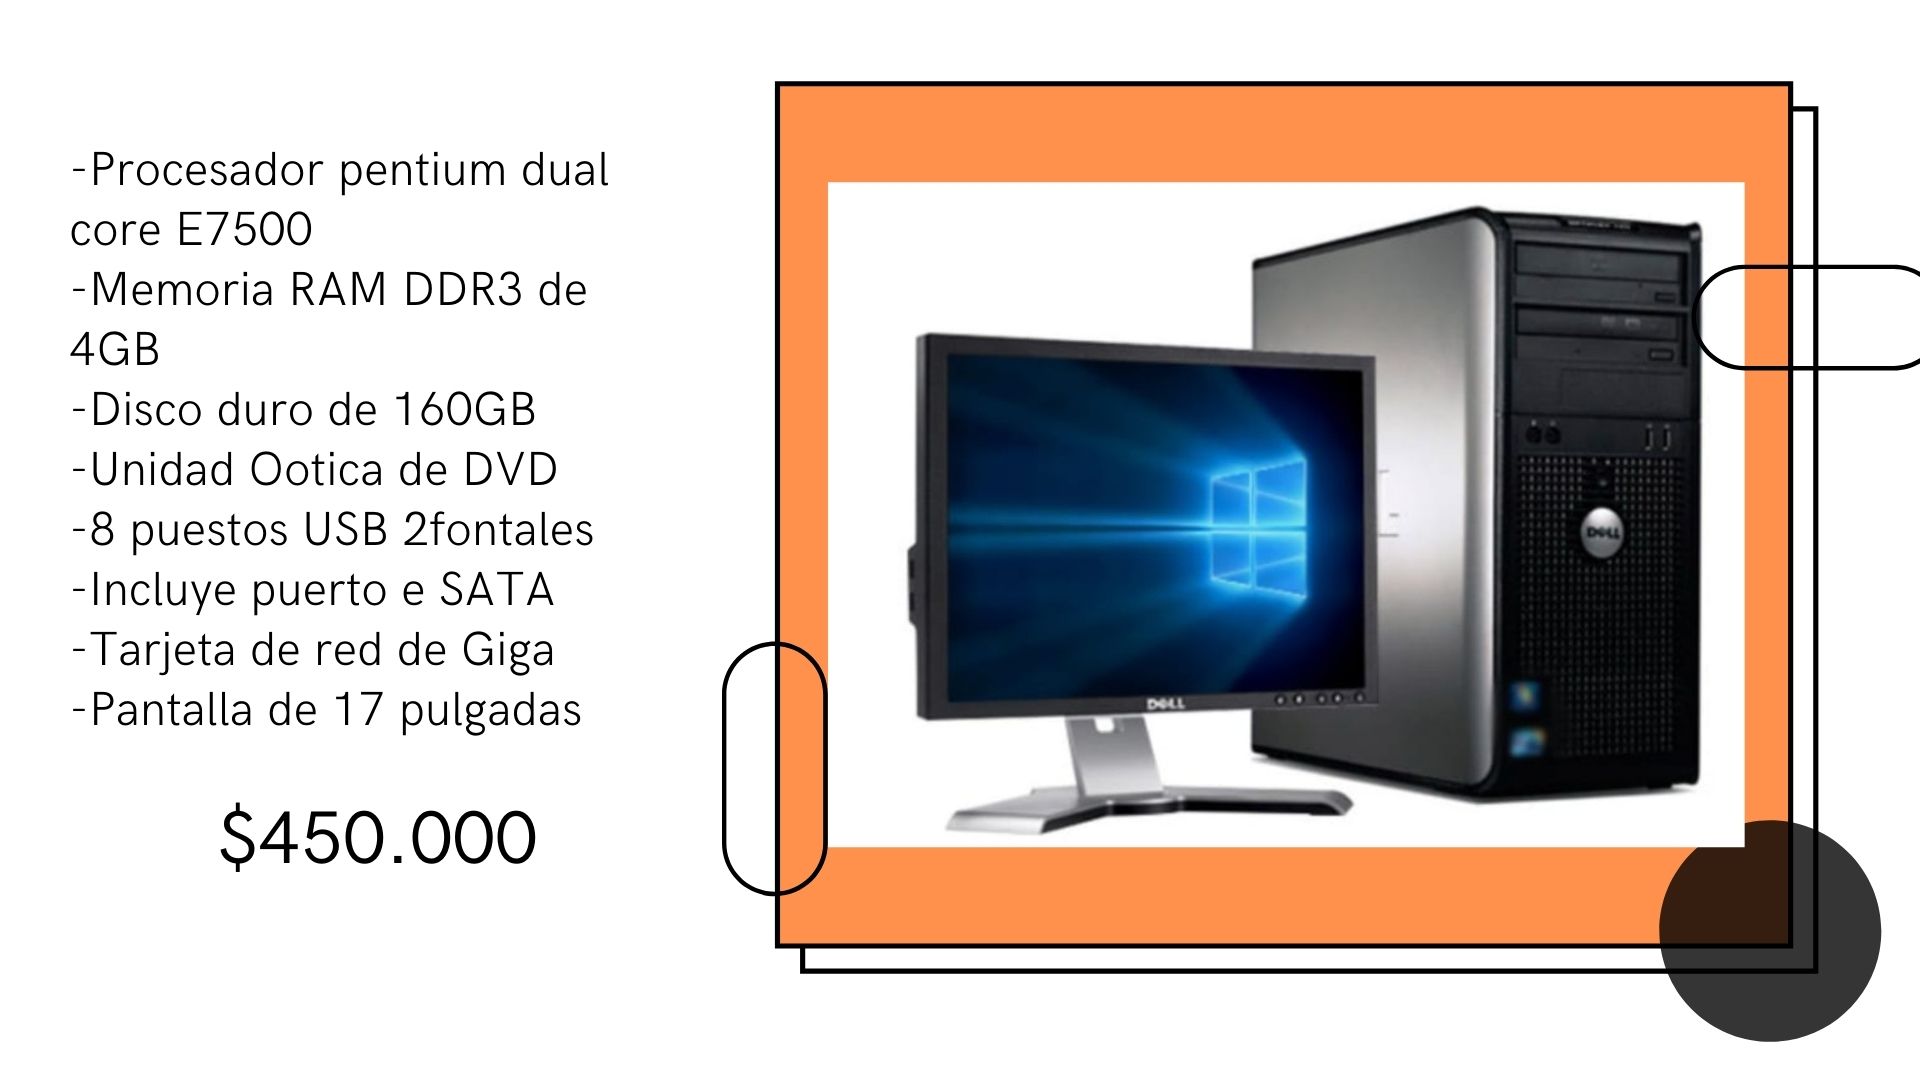 -Procesador pentium dual
core E7500
-Memoria RAM DDR3 de
4GB
-Disco duro de 160GB
-Unidad Ootica de DVD
-8 puestos USB 2fontales
-Incluye puerto e SATA
-Tarjeta de red de Giga
-Pantalla de 17 pulgadas
$450.000
DELL
DELL